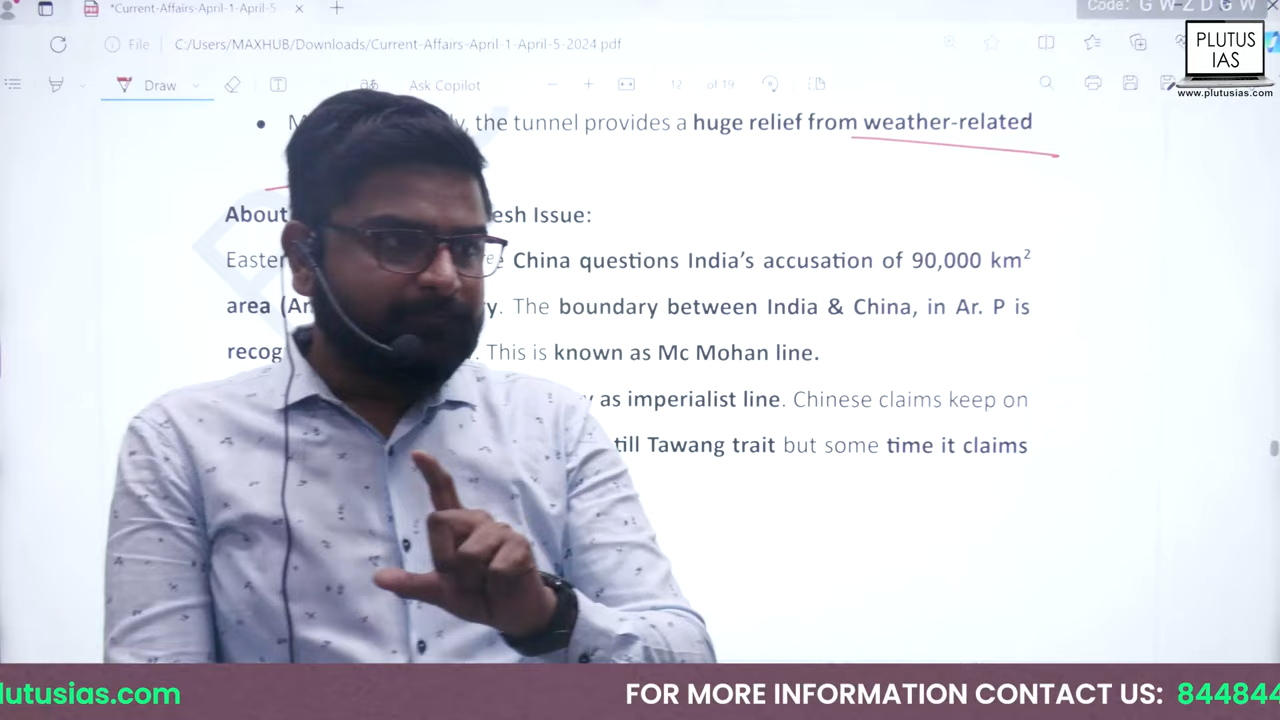 *Current-Affairs-April-1-April-5
Code: G W Z D G W
File C:/Users/MAXHUB/Downloads/Current-Affairs-April-1-April-5-2024.pdf
Draw Ask Copilot 12 of 19
PLUTUS
IAS
www.plutusias.com
the tunnel provides a huge relief from weather-related
About esh Issue:
China questions India's accusation of 90,000 km²
area The boundary between India & China, in Ar. P is
This is known as Mc Mohan line.
as imperialist line. Chinese claims keep on
till Tawang trait but some time it claims
lutusias.com FOR MORE INFORMATION CONTACT US: 844844